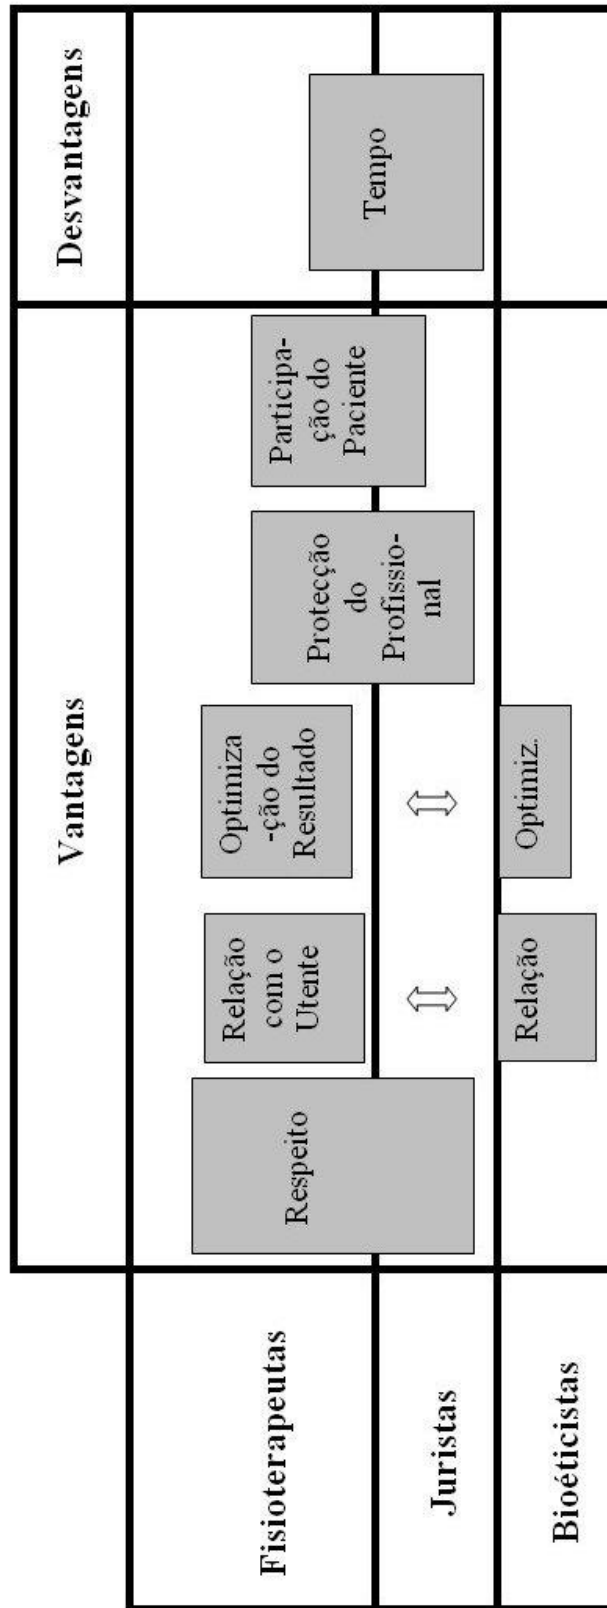 Vantagens
Desvantagens
Fisioterapeutas
Respeito
Relação
com o
Utente
Optimiza
-ção do
Resultado
Protecção
do
Profissio-
nal
Participa-
ção do
Paciente
Tempo
Juristas
Bioéticistas
Relação
Optimiz.